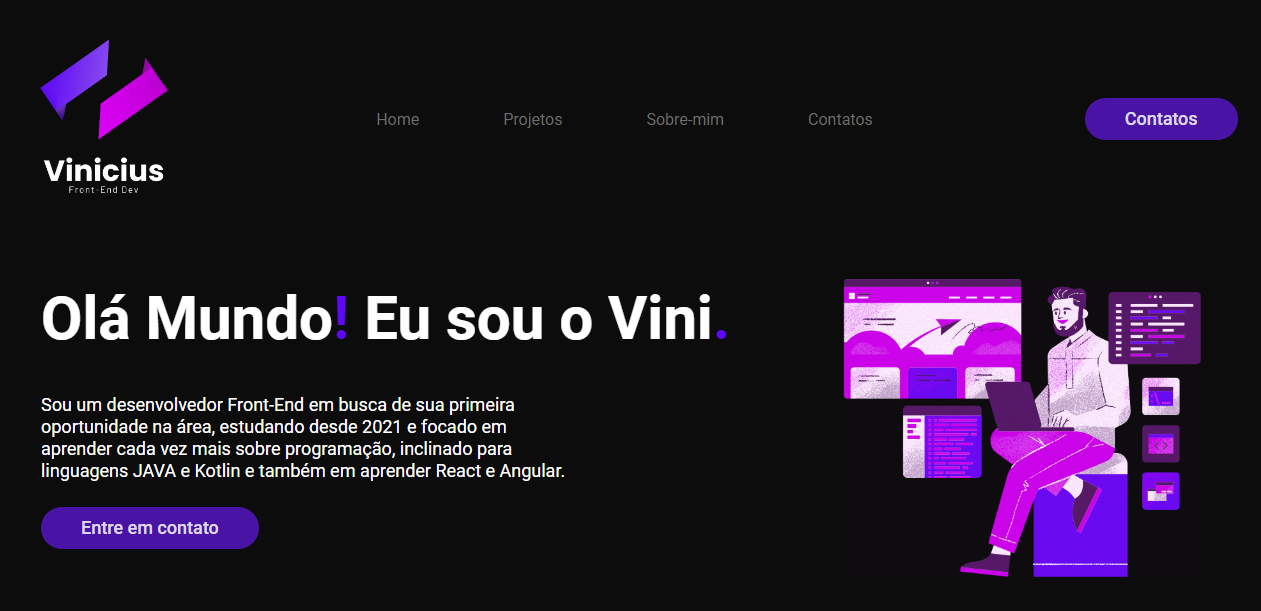 Vinicius
Front-End Dev
Home
Projetos
Sobre-mim
Contatos
Contatos
Olá Mundo! Eu sou o Vini.
Sou um desenvolvedor Front-End em busca de sua primeira
oportunidade na área, estudando desde 2021 e focado em
aprender cada vez mais sobre programação, inclinado para
linguagens JAVA e Kotlin e também em aprender React e Angular.
Entre em contato